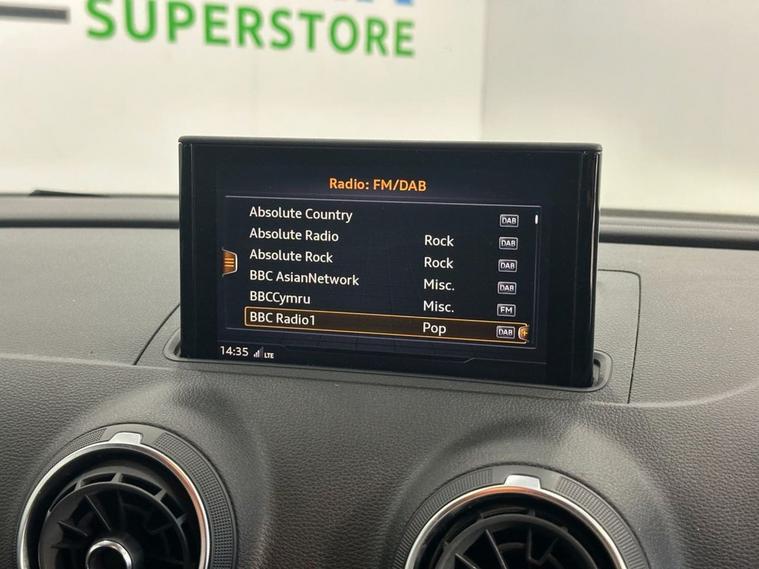 SUPERSTORE
Radio: FM/DAB
Absolute Country DAB
Absolute Radio Rock DAB
Absolute Rock Rock DAB
BBC AsianNetwork Misc. DAB
BBCCymru Misc. FM
BBC Radio1 Pop DAB
14:35 LTE